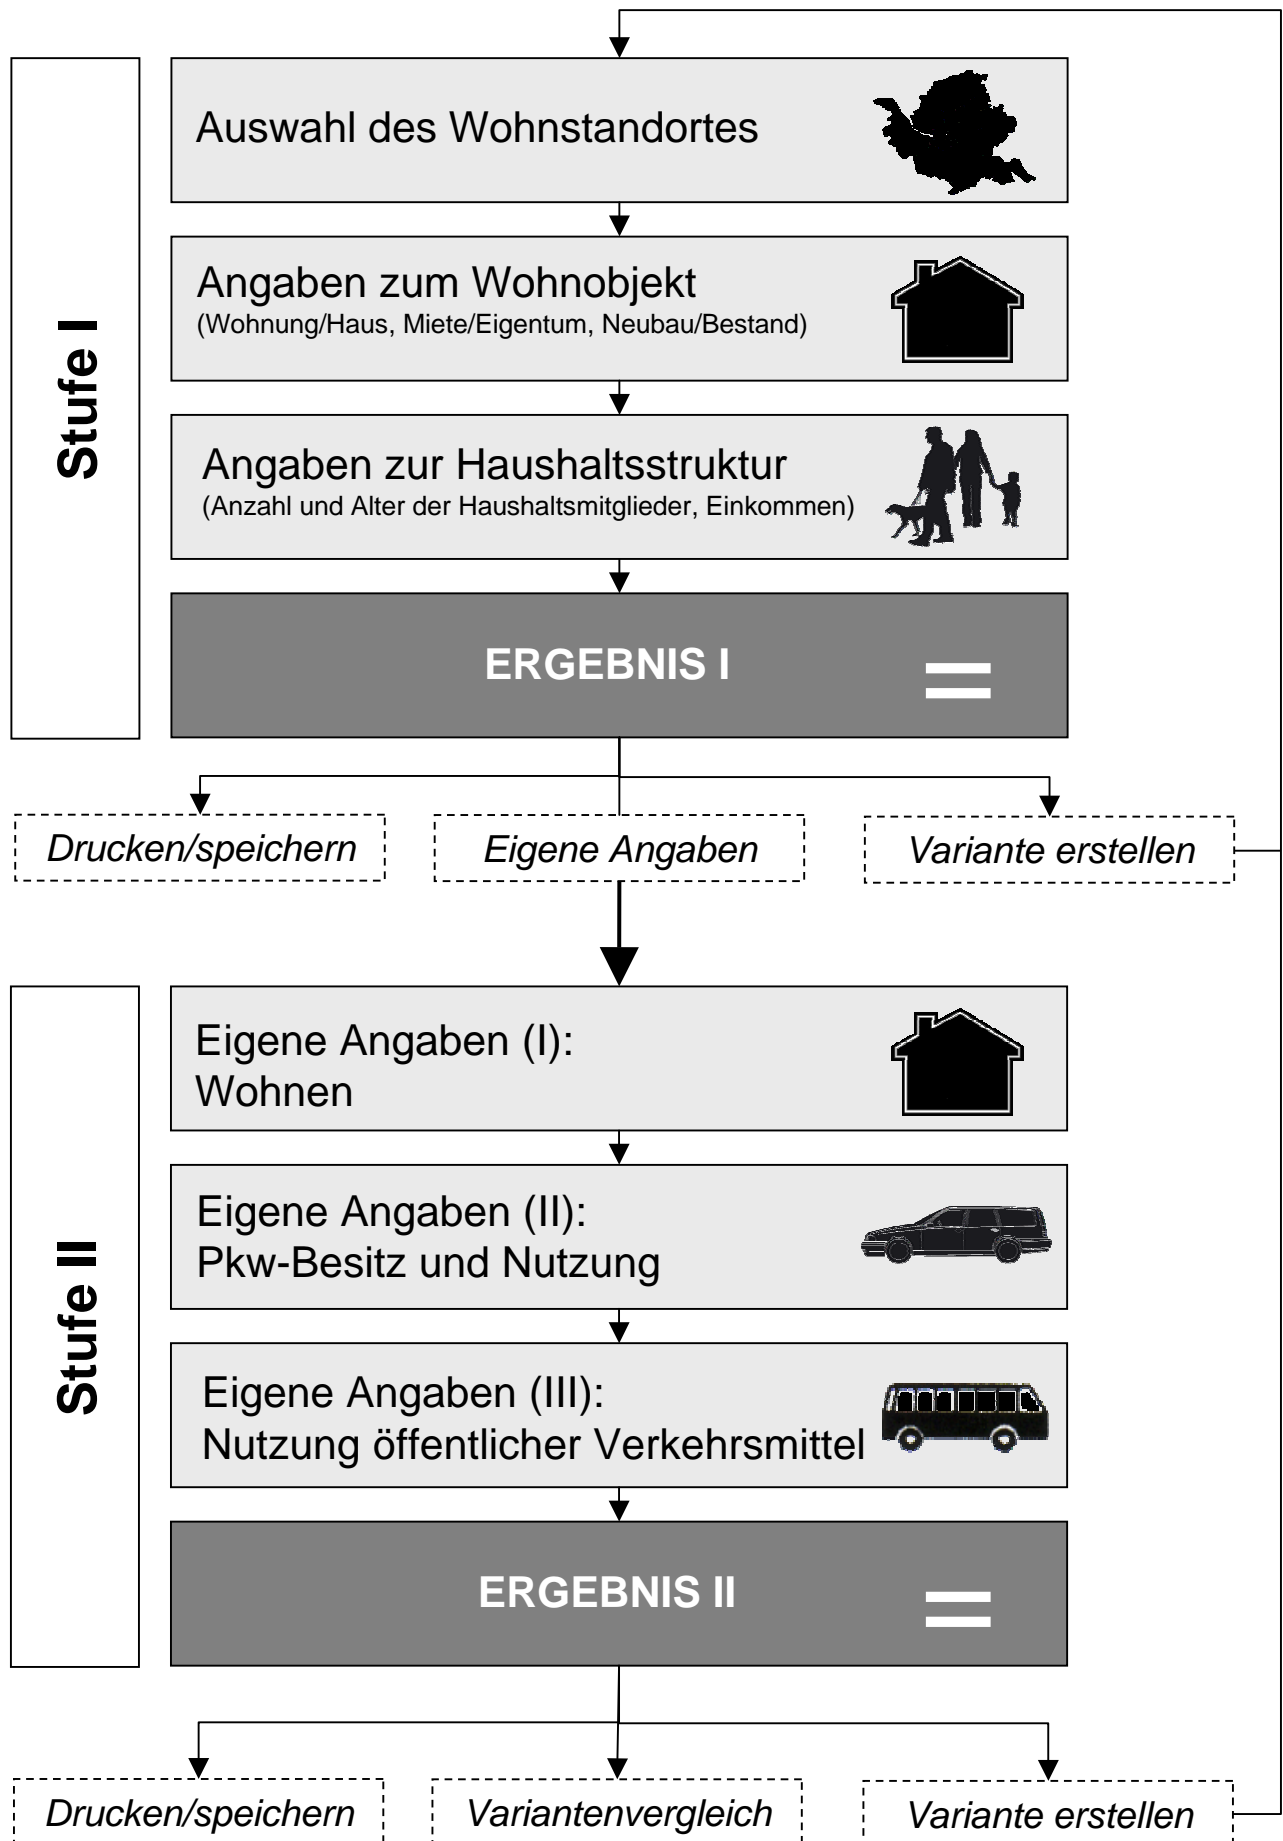 Stufe I
Auswahl des Wohnstandortes
Angaben zum Wohnobjekt
(Wohnung/Haus, Miete/Eigentum, Neubau/Bestand)
Angaben zur Haushaltsstruktur
(Anzahl und Alter der Haushaltsmitglieder, Einkommen)
ERGEBNIS I
=
Drucken/speichern
Eigene Angaben
Variante erstellen
Stufe II
Eigene Angaben (I):
Wohnen
Eigene Angaben (II):
Pkw-Besitz und Nutzung
Eigene Angaben (III):
Nutzung öffentlicher Verkehrsmittel
ERGEBNIS II
=
Drucken/speichern
Variantenvergleich
Variante erstellen